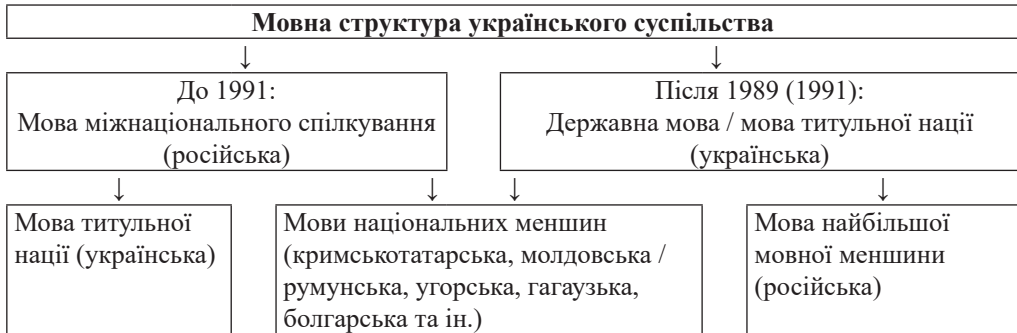 Мовна структура українського суспільства
↓ ↓
До 1991:
Мова міжнаціонального спілкування
(російська)
Після 1989 (1991):
Державна мова / мова титульної нації
(українська)
↓ ↓ ↓ ↓
Мова титульної
нації (українська)
Мови національних меншин
(кримськотатарська, молдовська /
румунська, угорська, гагаузька,
болгарська та ін.)
Мова найбільшої
мовної меншини
(російська)